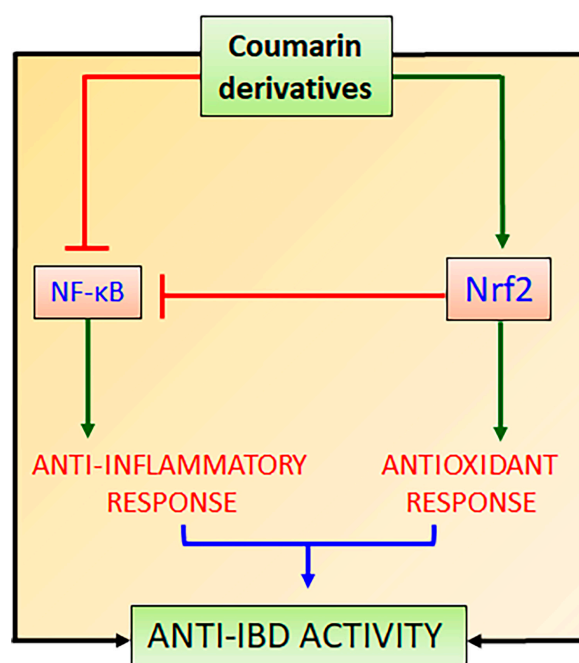 Coumarin
derivatives
NF-κB
Nrf2
ANTI-INFLAMMATORY
RESPONSE
ANTIOXIDANT
RESPONSE
ANTI-IBD ACTIVITY